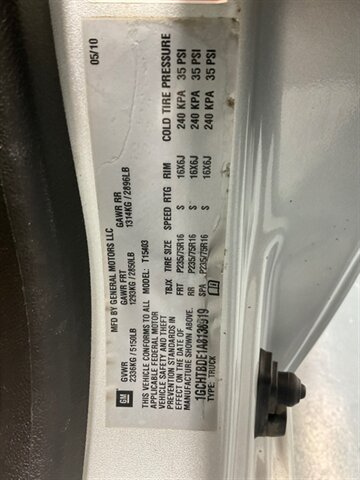 GM
MFD BY GENERAL MOTORS LLC
05/10
GVWR GAWR FRT GAWR RR
2336KG / 5150LB 1293KG / 2850LB 1314KG / 2896LB
MODEL: T15403
THIS VEHICLE CONFORMS TO ALL
APPLICABLE FEDERAL MOTOR
VEHICLE SAFETY AND THEFT
PREVENTION STANDARDS IN
EFFECT ON THE DATE OF
MANUFACTURE SHOWN ABOVE.
1GCHTBDE1A8136919
TYPE: TRUCK
TBJX TIRE SIZE SPEED RTG RIM COLD TIRE PRESSURE
FRT P235/75R16 S 16X6J 240 KPA 35 PSI
RR P235/75R16 S 16X6J 240 KPA 35 PSI
SPA P235/75R16 S 16X6J 240 KPA 35 PSI